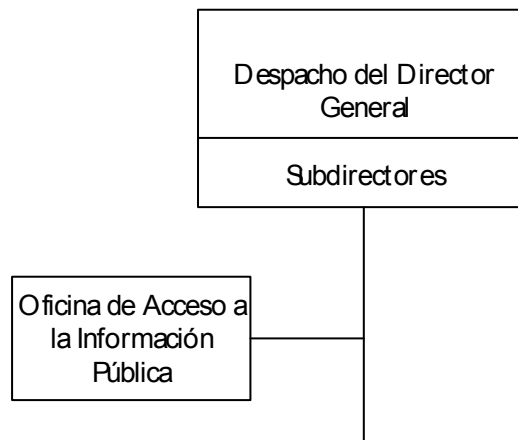 Despacho del Director
General
Subdirectores
Oficina de Acceso a
la Información
Pública